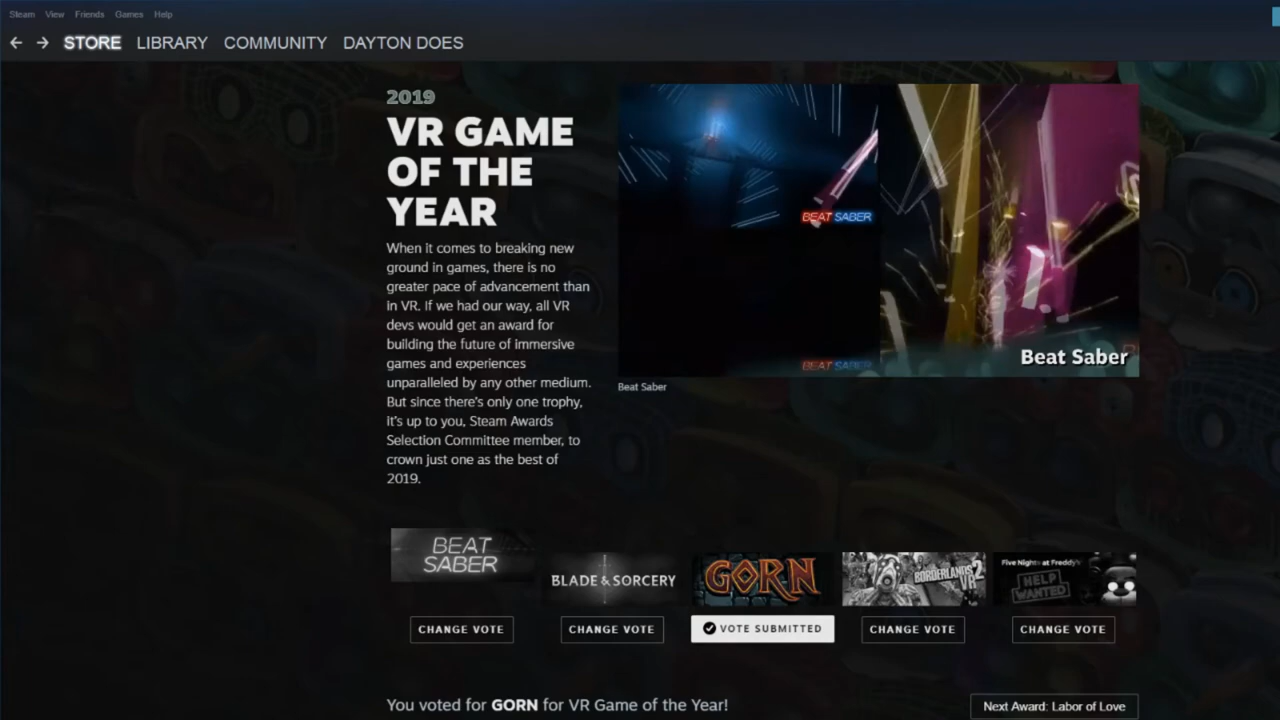 Steam View Friends Games Help
STORE LIBRARY COMMUNITY DAYTON DOES
2019
VR GAME
OF THE
YEAR
When it comes to breaking new
ground in games, there is no
greater pace of advancement than
in VR. If we had our way, all VR
devs would get an award for
building the future of immersive
games and experiences
unparalleled by any other medium.
But since there's only one trophy,
it's up to you, Steam Awards
Selection Committee member, to
crown just one as the best of
2019.
BEAT SABER
BEAT SABER
Beat Saber
Beat Saber
BEAT
SABER
BLADE & SORCERY
GORN
BORDERLANDS 2
VR
Five Nights at Freddy's
HELP
WANTED
CHANGE VOTE CHANGE VOTE VOTE SUBMITTED CHANGE VOTE CHANGE VOTE
You voted for GORN for VR Game of the Year!
Next Award: Labor of Love